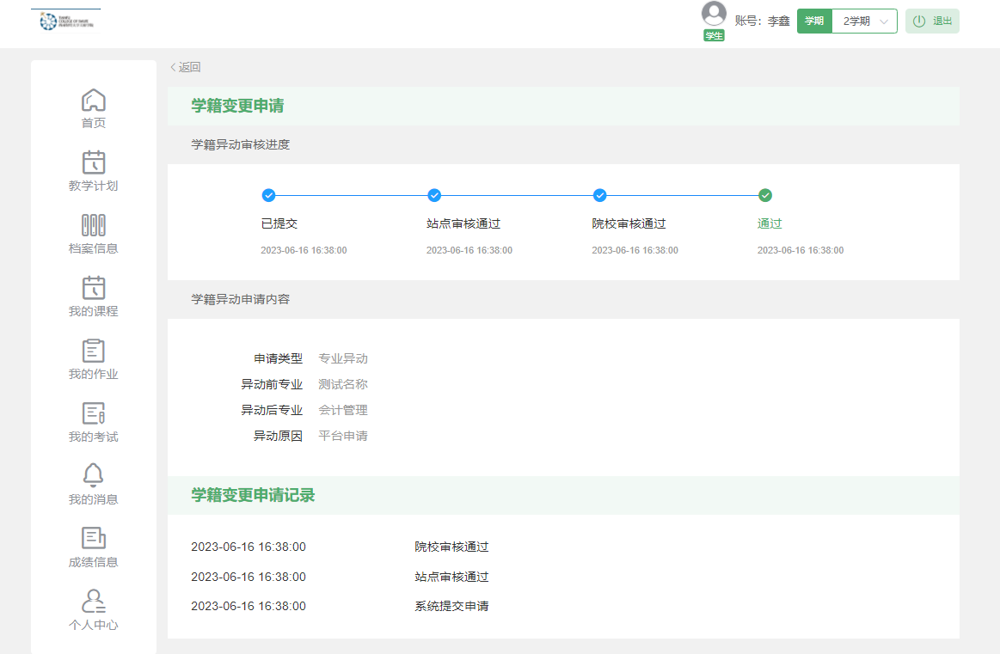 账号：李鑫
学期
2学期
退出
学生
首页
教学计划
档案信息
我的课程
我的作业
我的考试
我的消息
成绩信息
个人中心
返回
学籍变更申请
学籍异动审核进度
已提交
站点审核通过
院校审核通过
通过
2023-06-16 16:38:00
2023-06-16 16:38:00
2023-06-16 16:38:00
2023-06-16 16:38:00
学籍异动申请内容
申请类型 专业异动
异动前专业 测试名称
异动后专业 会计管理
异动原因 平台申请
学籍变更申请记录
2023-06-16 16:38:00 院校审核通过
2023-06-16 16:38:00 站点审核通过
2023-06-16 16:38:00 系统提交申请